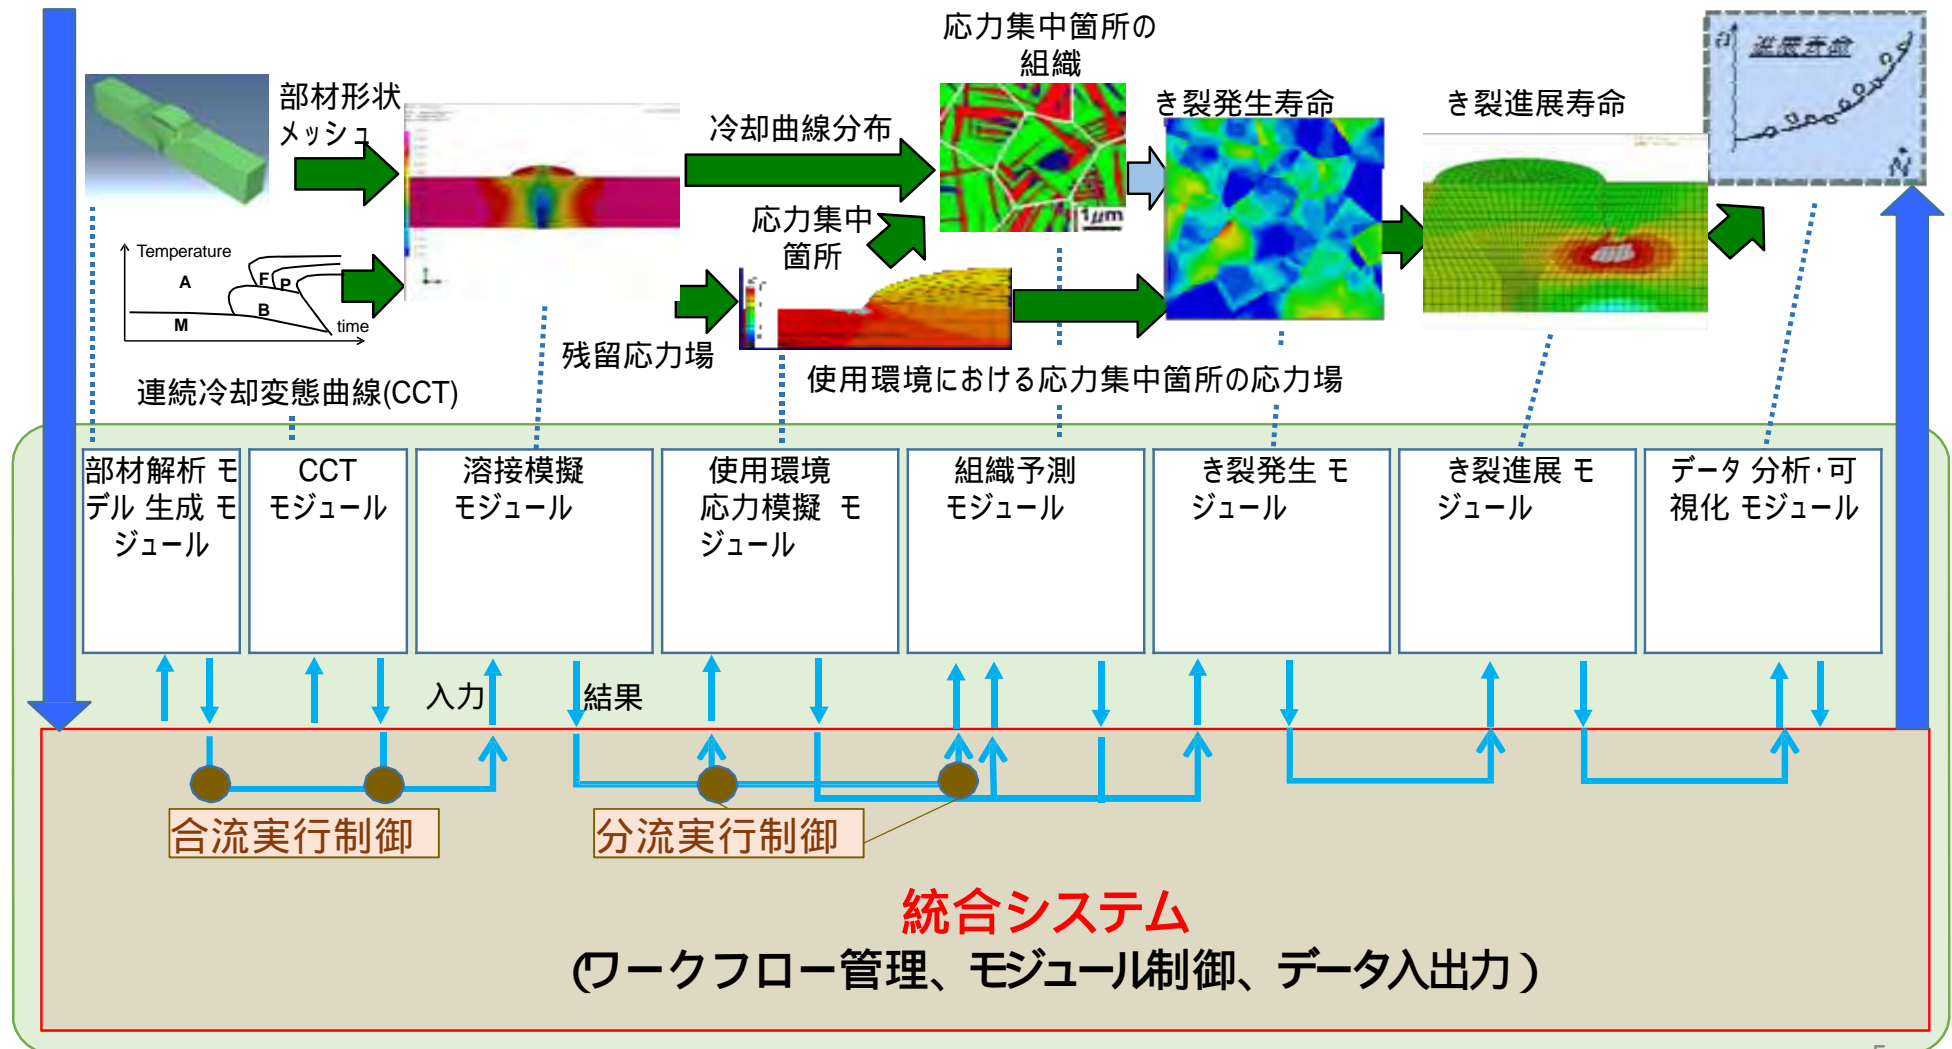 応力集中箇所の
組織
部材形状
メッシュ
冷却曲線分布
き裂発生寿命
き裂進展寿命
a
進展寿命
N
1μm
応力集中
箇所
Temperature
A
F
P
B
M
time
残留応力場
使用環境における応力集中箇所の応力場
連続冷却変態曲線(CCT)
部材解析 モ
デル 生成 モ
ジュール
CCT
モジュール
溶接模擬
モジュール
使用環境
応力模擬 モ
ジュール
組織予測
モジュール
き裂発生 モ
ジュール
き裂進展 モ
ジュール
データ 分析・可
視化 モジュール
入力
結果
合流実行制御
分流実行制御
統合システム
(ワークフロー管理、モジュール制御、データ入出力)